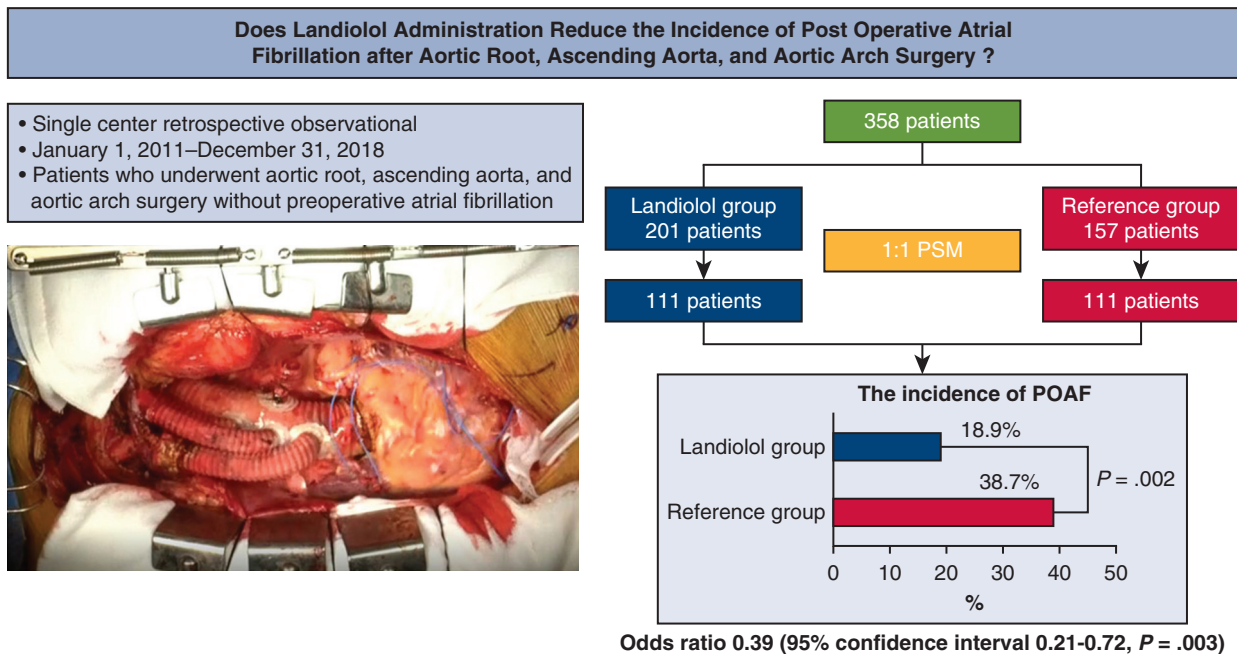 Does Landiolol Administration Reduce the Incidence of Post Operative Atrial
Fibrillation after Aortic Root, Ascending Aorta, and Aortic Arch Surgery ?
• Single center retrospective observational
• January 1, 2011–December 31, 2018
• Patients who underwent aortic root, ascending aorta, and
aortic arch surgery without preoperative atrial fibrillation
358 patients
Landiolol group
201 patients
Reference group
157 patients
1:1 PSM
111 patients
111 patients
The incidence of POAF
Landiolol group
18.9%
P = .002
38.7%
Reference group
0 10 20 30 40 50
%
Odds ratio 0.39 (95% confidence interval 0.21-0.72, P = .003)